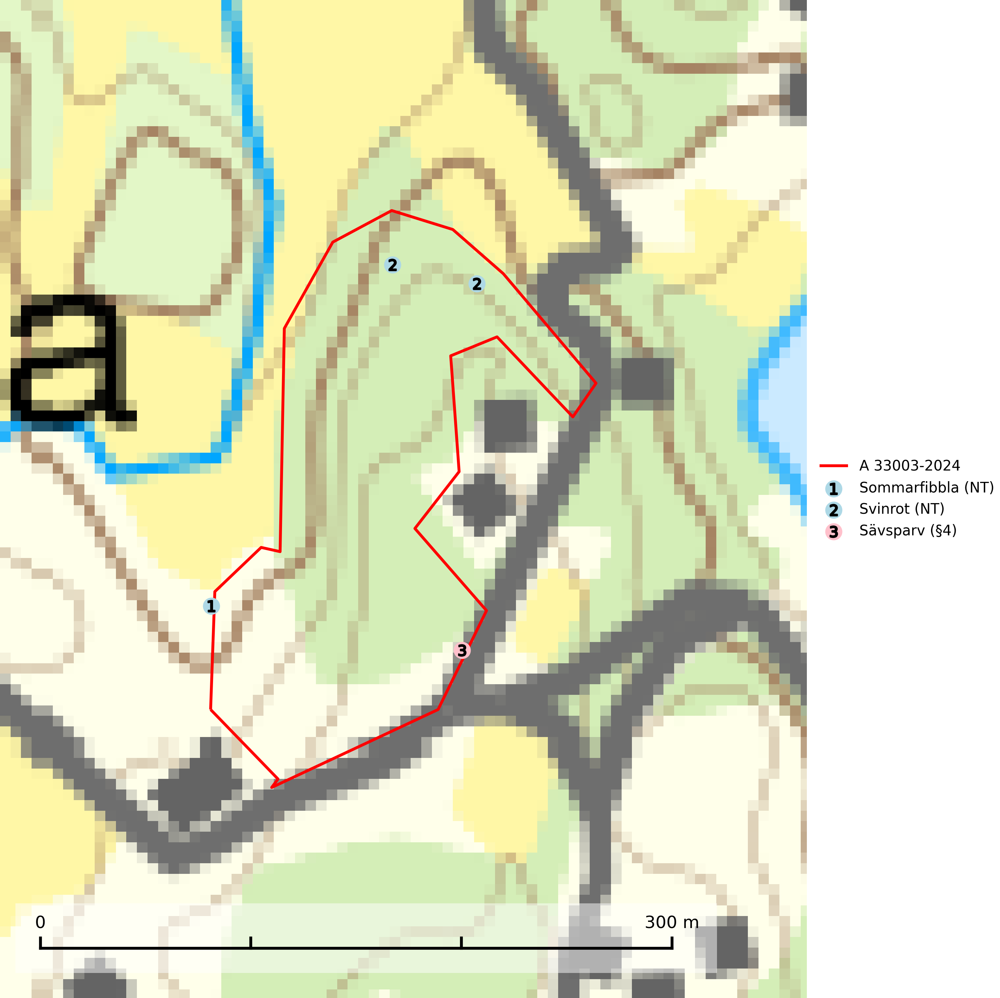 2
2
a
1
3
0
300 m
A 33003-2024
1 Sommarfibbla (NT)
2 Svinrot (NT)
3 Sävsparv (§4)